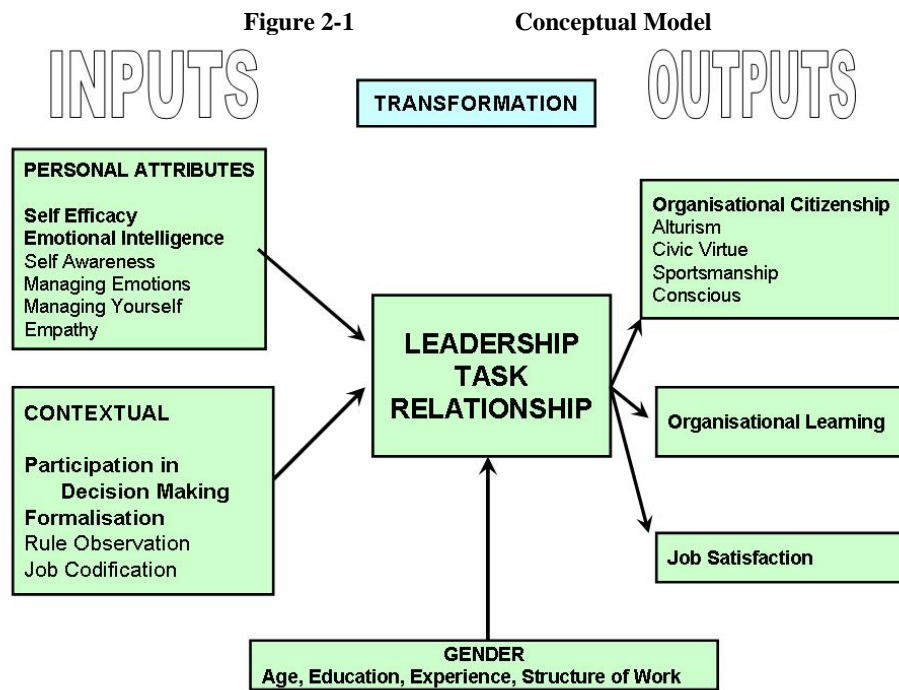 Figure 2-1 Conceptual Model
INPUTS
TRANSFORMATION
OUTPUTS
PERSONAL ATTRIBUTES
Self Efficacy
Emotional Intelligence
Self Awareness
Managing Emotions
Managing Yourself
Empathy
CONTEXTUAL
Participation in
Decision Making
Formalisation
Rule Observation
Job Codification
LEADERSHIP
TASK
RELATIONSHIP
Organisational Citizenship
Alturism
Civic Virtue
Sportsmanship
Conscious
Organisational Learning
Job Satisfaction
GENDER
Age, Education, Experience, Structure of Work